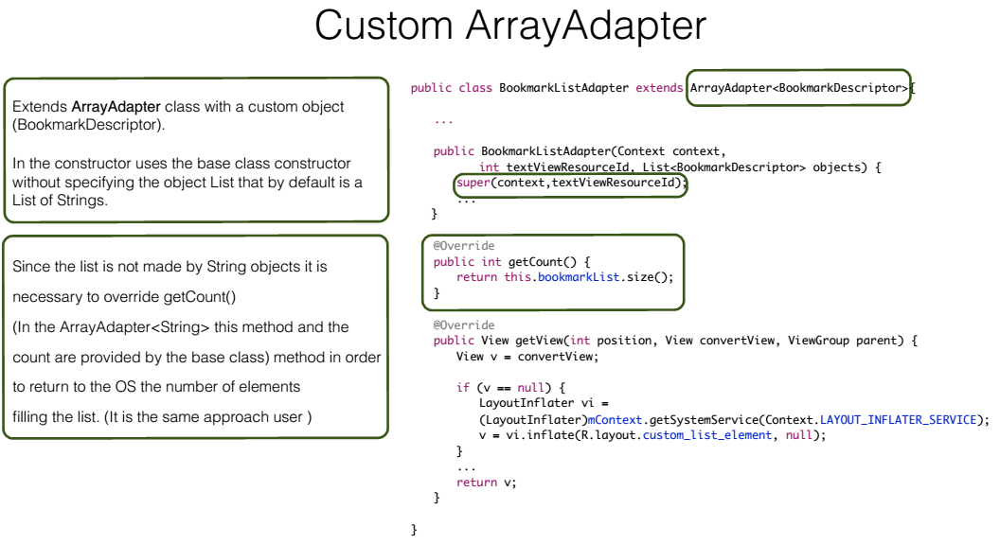 Custom ArrayAdapter
Extends ArrayAdapter class with a custom object
(BookmarkDescriptor).
In the constructor uses the base class constructor
without specifying the object List that by default is a
List of Strings.
Since the list is not made by String objects it is
necessary to override getCount()
(In the ArrayAdapter<String> this method and the
count are provided by the base class) method in order
to return to the OS the number of elements
filling the list. (It is the same approach user )
public class BookmarkListAdapter extends ArrayAdapter<BookmarkDescriptor>{
...
public BookmarkListAdapter(Context context,
int textViewResourceId, List<BookmarkDescriptor> objects) {
super(context,textViewResourceId);
...
}
@Override
public int getCount() {
return this.bookmarkList.size();
}
@Override
public View getView(int position, View convertView, ViewGroup parent) {
View v = convertView;
if (v == null) {
LayoutInflater vi =
(LayoutInflater)mContext.getSystemService(Context.LAYOUT_INFLATER_SERVICE);
v = vi.inflate(R.layout.custom_list_element, null);
}
...
return v;
}
}